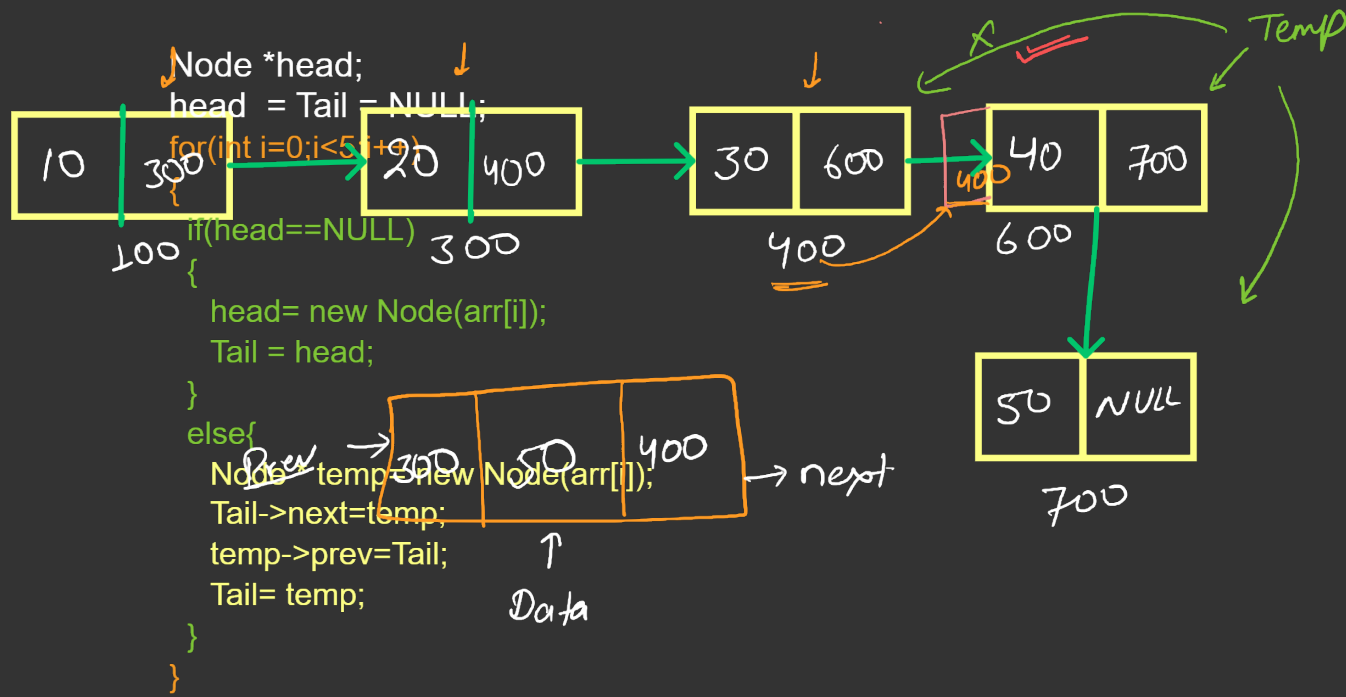 Temp
Node *head;
head = Tail = NULL;
for(int i=0;i<5;i++)
10 300
20 400
30 600
400
40 700
{
if(head==NULL)
100
300
400
600
{
head= new Node(arr[i]);
Tail = head;
}
50 NULL
700
else{
Prev
300 50 400
next
Node * temp=new Node(arr[i]);
Tail->next=temp;
temp->prev=Tail;
Tail= temp;
Data
}
}